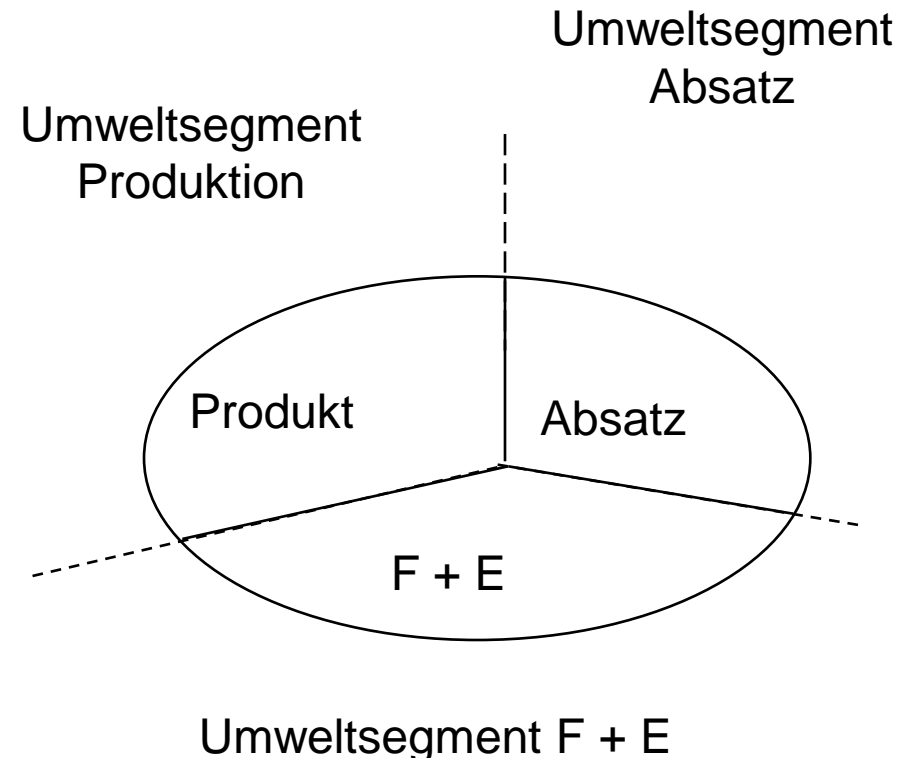 Umweltsegment
Absatz
Umweltsegment
Produktion
Produkt
Absatz
F + E
Umweltsegment F + E